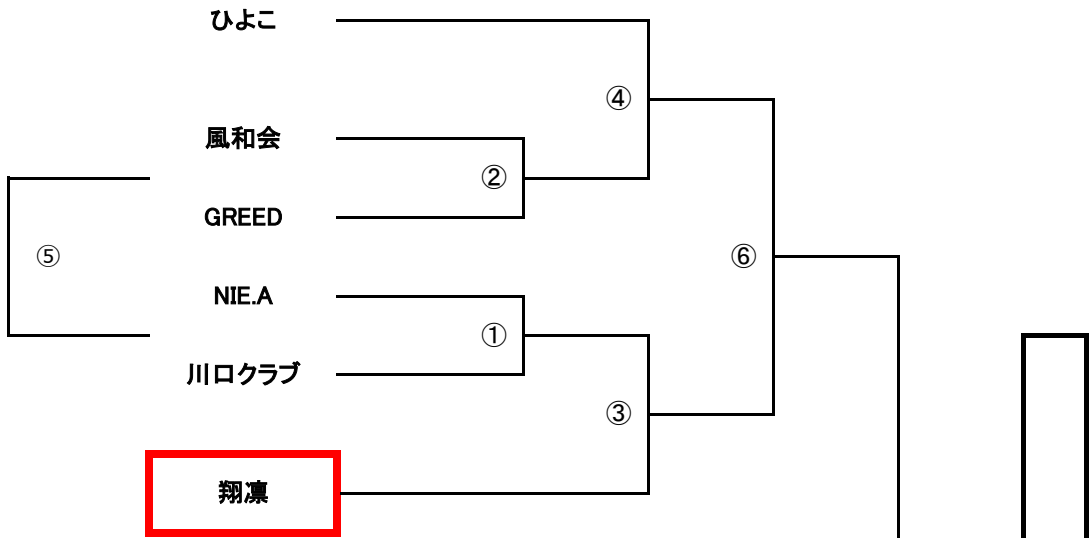 ひよこ
④
風和会
②
GREED
⑤
⑥
NIE.A
①
川口クラブ
③
翔凛